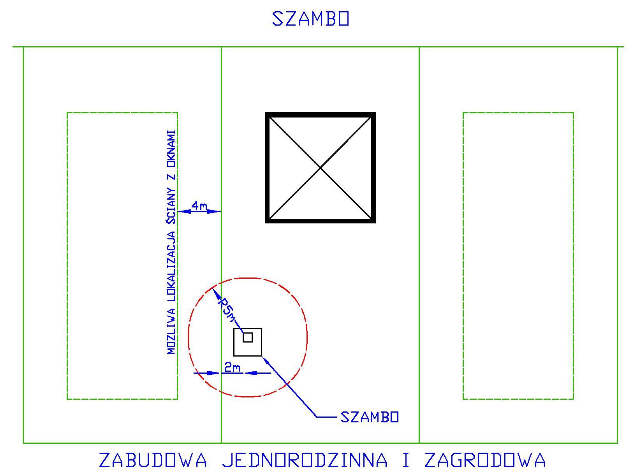 SZAMBO
MOŻLIWA LOKALIZACJA ŚCIANY Z OKNAMI
4m
R5m
2m
SZAMBO
ZABUDOWA JEDNORODZINNA I ZAGRODOWA